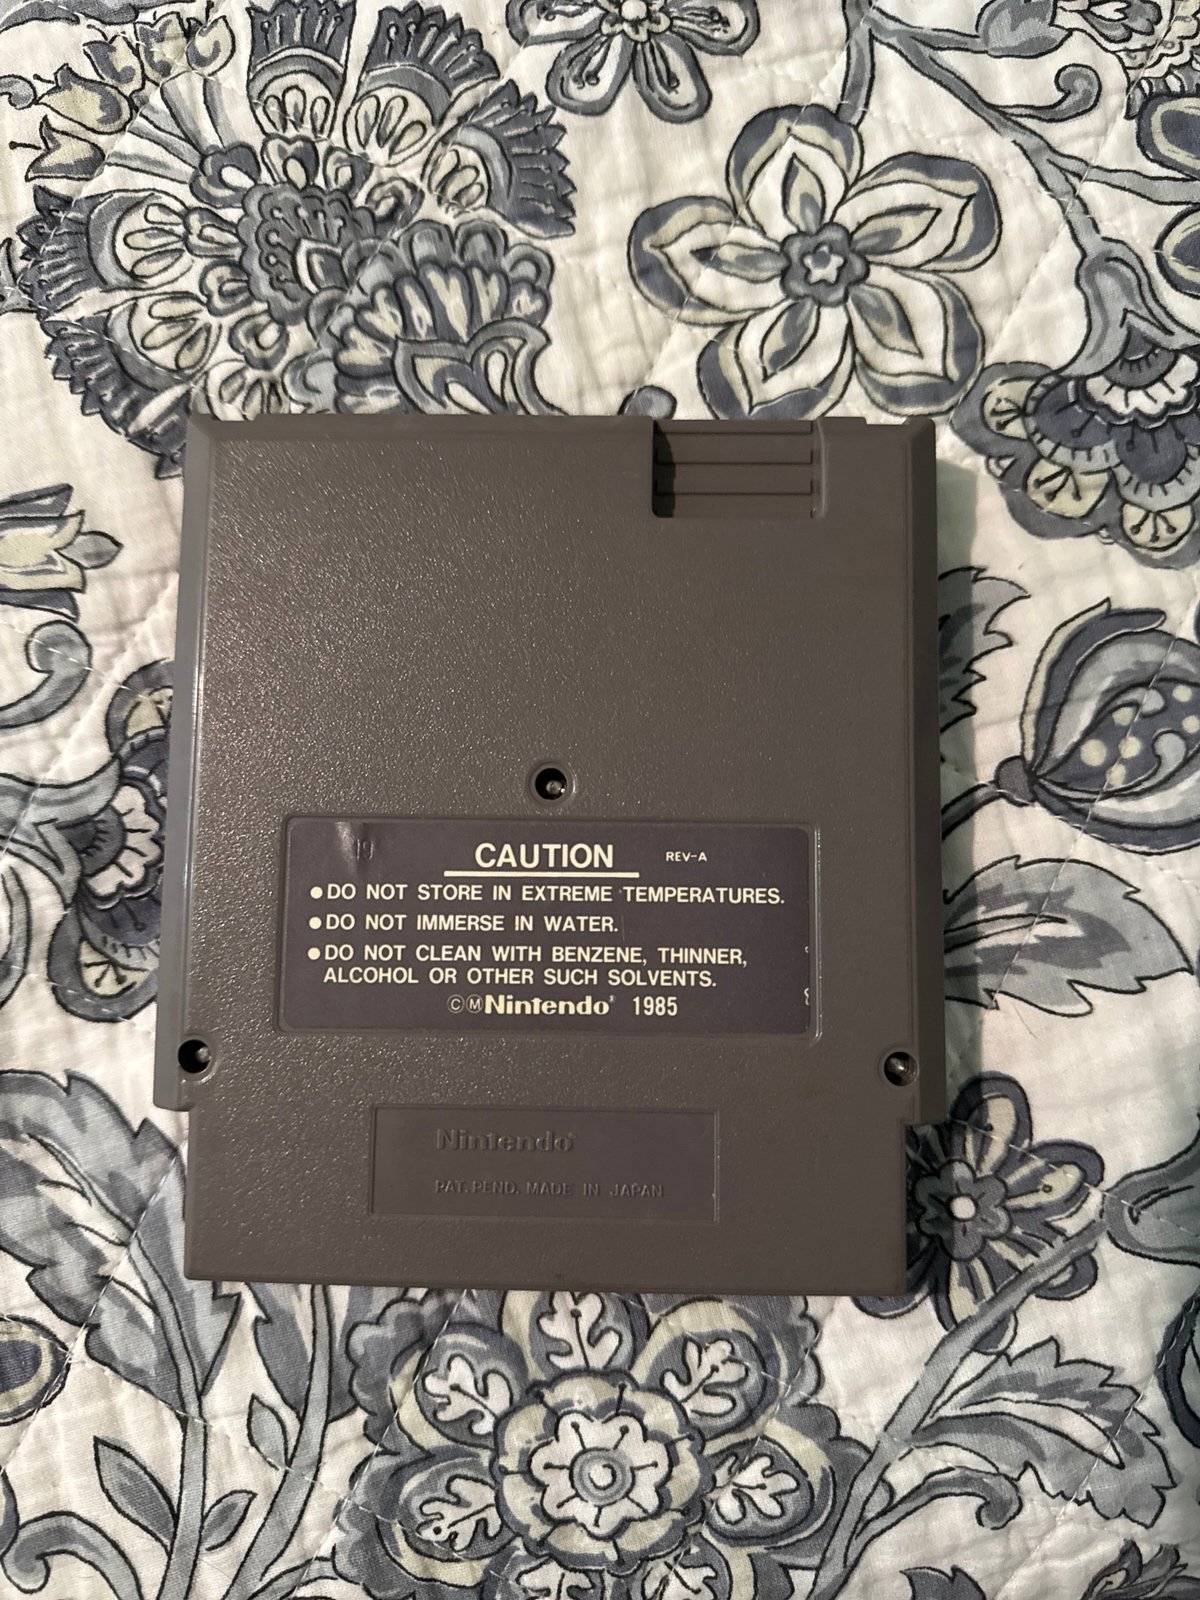 19
CAUTION REV-A
●DO NOT STORE IN EXTREME TEMPERATURES.
●DO NOT IMMERSE IN WATER.
●DO NOT CLEAN WITH BENZENE, THINNER,
ALCOHOL OR OTHER SUCH SOLVENTS.
©Ⓜ Nintendo® 1985
Nintendo®
PAT. PEND. MADE IN JAPAN